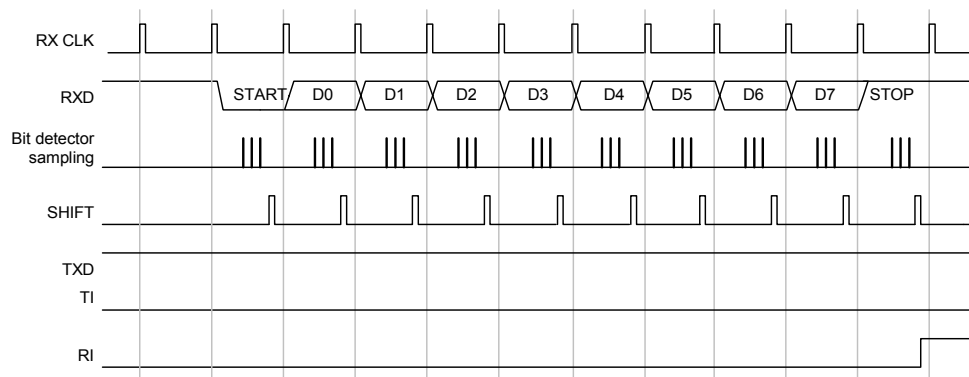 RX CLK
RXD
START D0 D1 D2 D3 D4 D5 D6 D7 STOP
Bit detector
sampling
SHIFT
TXD
TI
RI